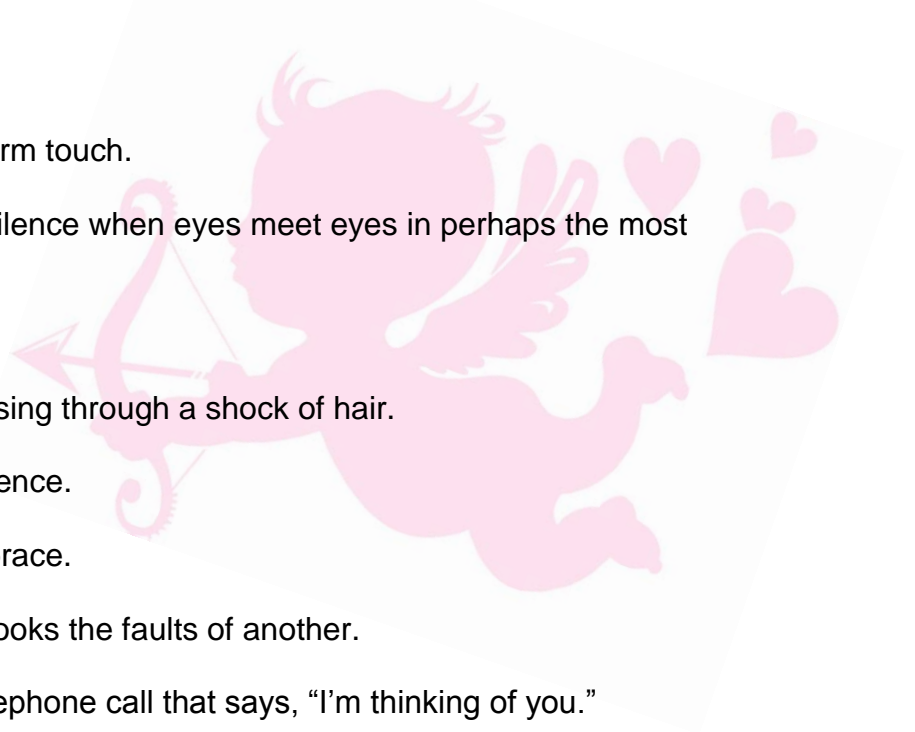 rm touch.
ilence when eyes meet eyes in perhaps the most
sing through a shock of hair.
ence.
race.
ooks the faults of another.
ephone call that says, “I’m thinking of you.”